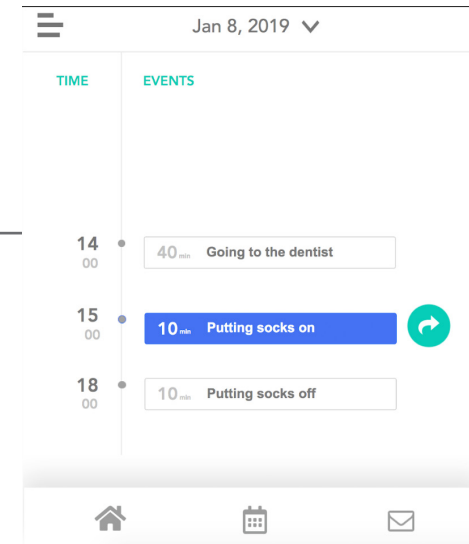 Jan 8, 2019
TIME EVENTS
14
00
40 min Going to the dentist
15
00
10 min Putting socks on
18
00
10 min Putting socks off